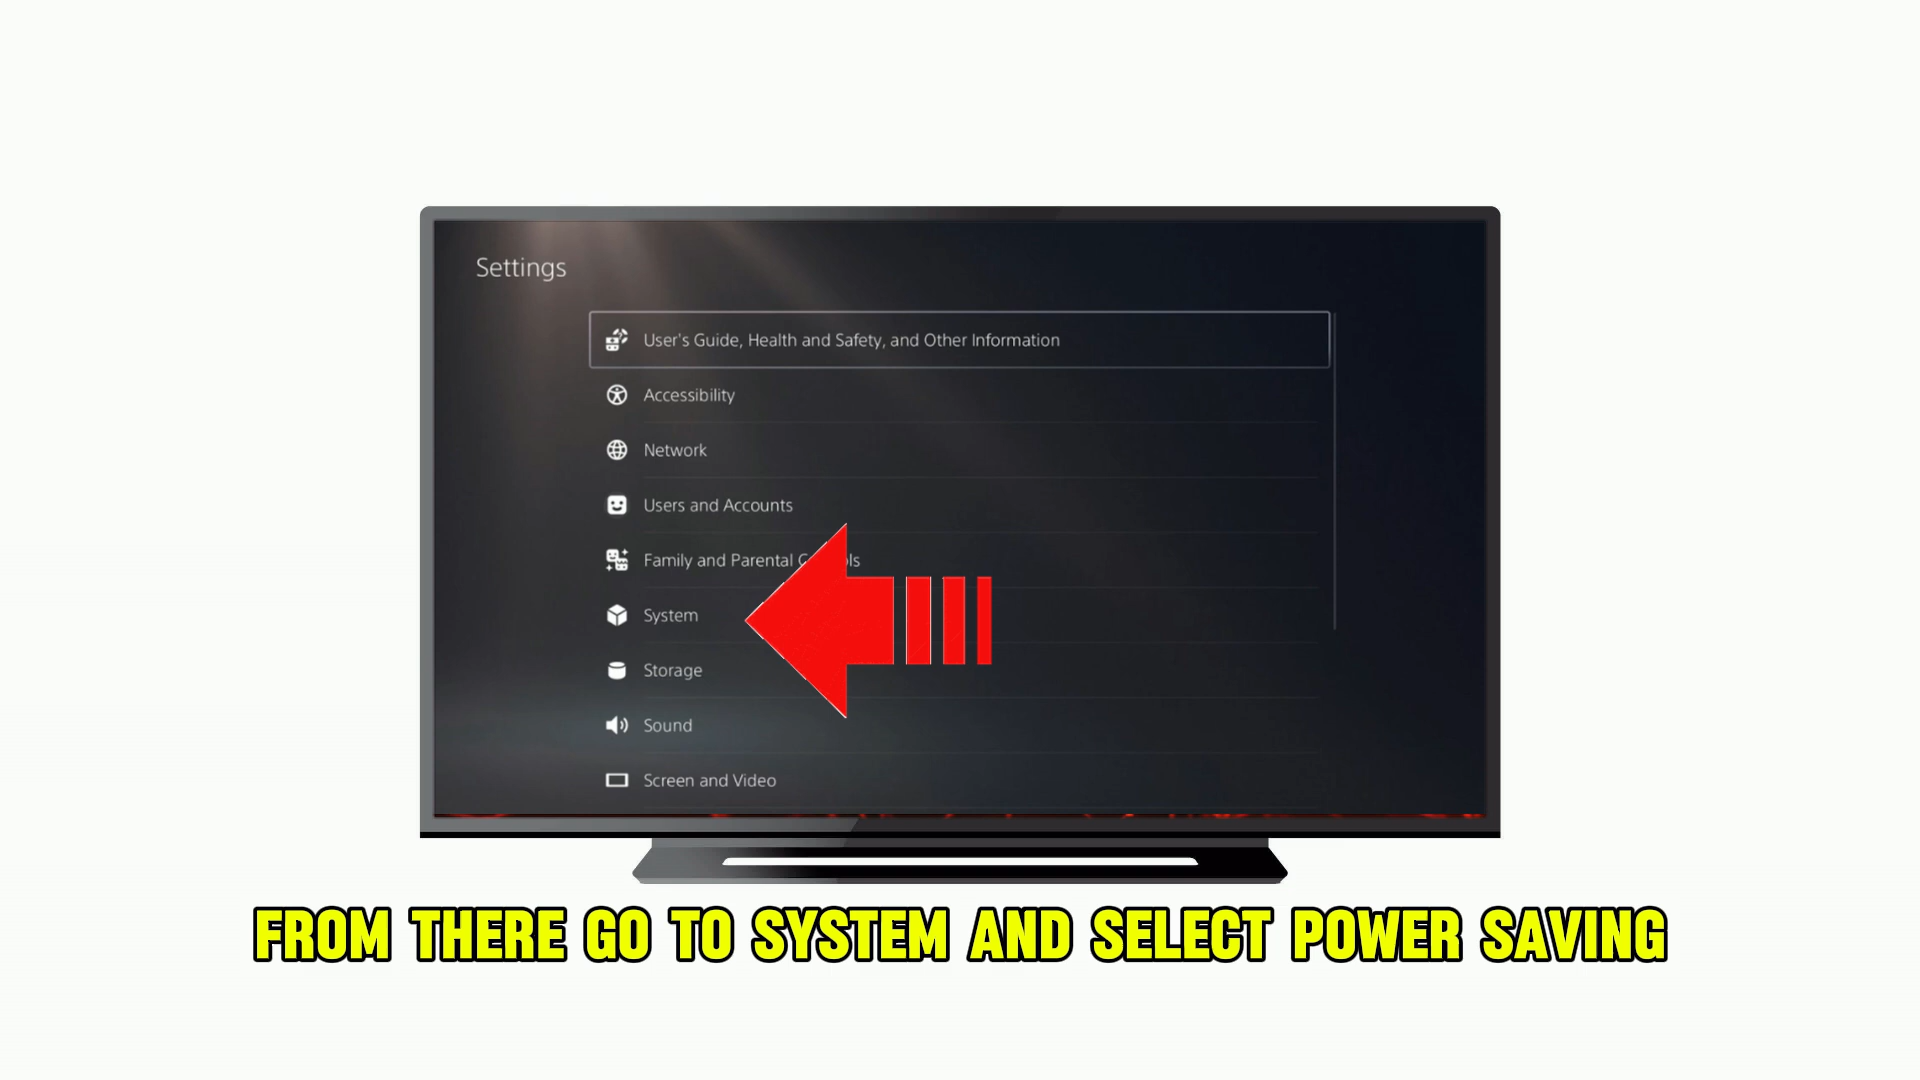 Settings
User's Guide, Health and Safety, and Other Information
Accessibility
Network
Users and Accounts
Family and Parental
System
Storage
Sound
Screen and Video
FROM THERE GO TO SYSTEM AND SELECT POWER SAVING